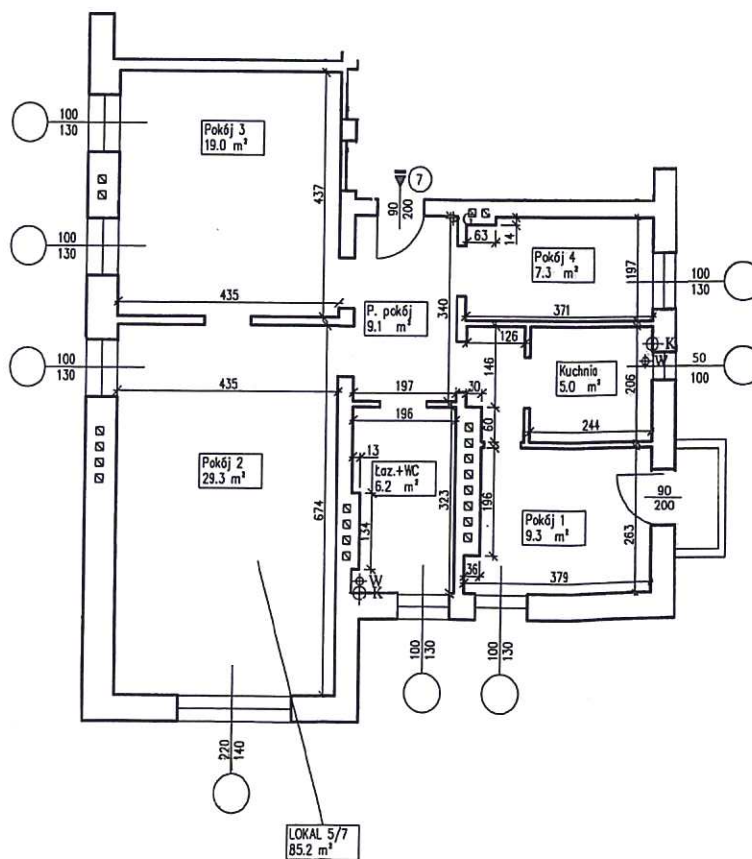 100
130
Pokój 3
19.0 m²
437
7
90
200
63
14
Pokój 4
7.3 m²
197
100
130
100
130
435
P. pokój
9.1 m²
340
371
126
K
100
130
W
50
100
Kuchnia
5.0 m²
206
146
435
197
30
196
60
244
13
Pokój 2
29.3 m²
Łaz.+WC
6.2 m²
90
200
674
134
323
196
Pokój 1
9.3 m²
263
36
379
W
K
100
130
100
130
220
140
LOKAL 5/7
85.2 m²